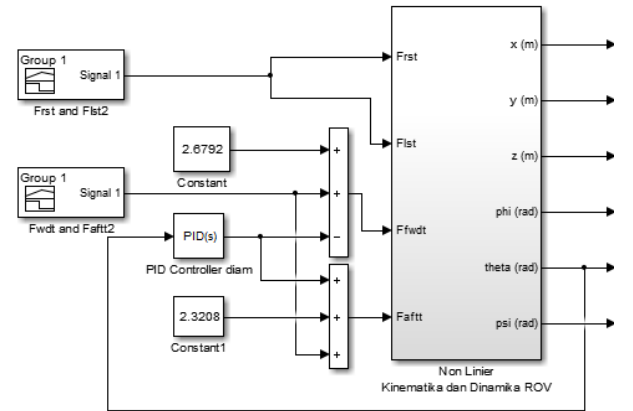 Group 1
Signal 1
Frst and Flst2
Group 1
Signal 1
Fwdt and Faftt2
2.6792
Constant
PID(s)
PID Controller diam
2.3208
Constant1
+
+
−
+
+
+
Frst
Flst
Ffwdt
Faftt
x (m)
y (m)
z (m)
phi (rad)
theta (rad)
psi (rad)
Non Linier
Kinematika dan Dinamika ROV